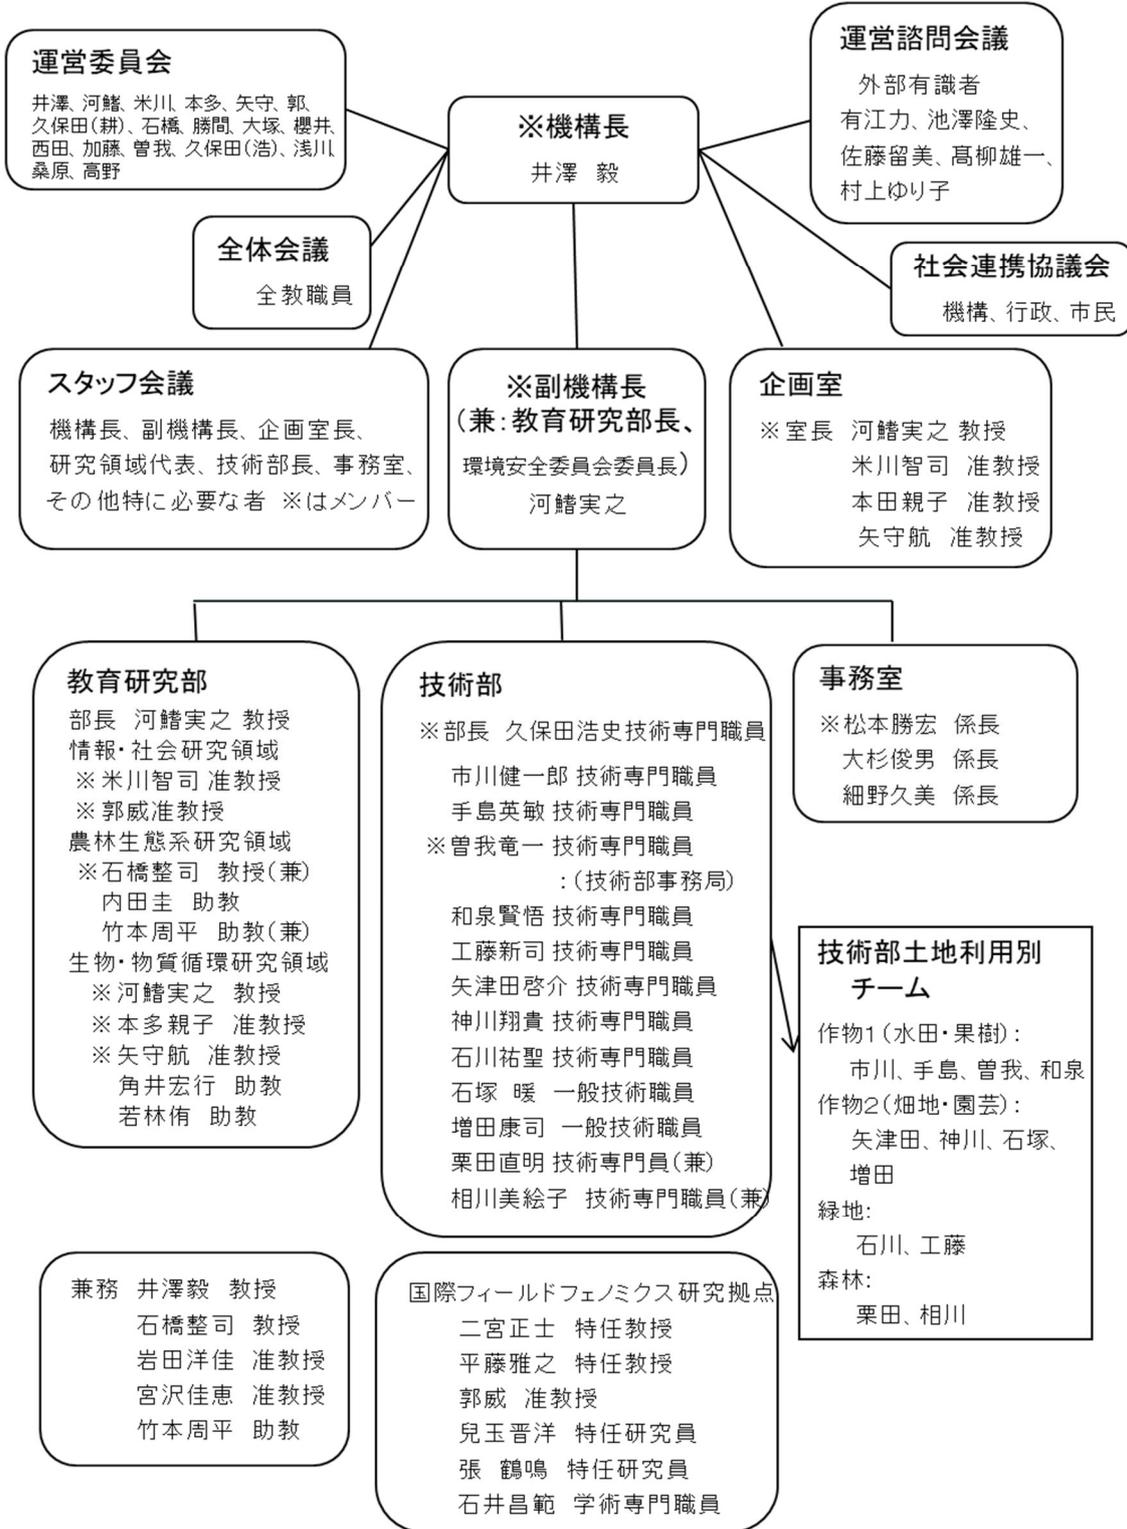 運営委員会
井澤、河鰭、米川、本多、矢守、郭、
久保田(耕)、石橋、勝間、大塚、櫻井、
西田、加藤、曽我、久保田(浩)、浅川、
桑原、高野
※機構長
井澤 毅
運営諮問会議
外部有識者
有江力、池澤隆史、
佐藤留美、髙柳雄一、
村上ゆり子
全体会議
全教職員
社会連携協議会
機構、行政、市民
スタッフ会議
機構長、副機構長、企画室長、
研究領域代表、技術部長、事務室、
その他特に必要な者 ※はメンバー
※副機構長
(兼:教育研究部長、
環境安全委員会委員長)
河鰭実之
企画室
※室長 河鰭実之 教授
米川智司 准教授
本田親子 准教授
矢守航 准教授
教育研究部
部長 河鰭実之 教授
情報・社会研究領域
※米川智司 准教授
※郭威准教授
農林生態系研究領域
※石橋整司 教授(兼)
内田圭 助教
竹本周平 助教(兼)
生物・物質循環研究領域
※河鰭実之 教授
※本多親子 准教授
※矢守航 准教授
角井宏行 助教
若林侑 助教
技術部
※部長 久保田浩史技術専門職員
市川健一郎 技術専門職員
手島英敏 技術専門職員
※曽我竜一 技術専門職員
:(技術部事務局)
和泉賢悟 技術専門職員
工藤新司 技術専門職員
矢津田啓介 技術専門職員
神川翔貴 技術専門職員
石川祐聖 技術専門職員
石塚 暖 一般技術職員
増田康司 一般技術職員
栗田直明 技術専門員(兼)
相川美絵子 技術専門職員(兼)
事務室
※松本勝宏 係長
大杉俊男 係長
細野久美 係長
技術部土地利用別
チーム
作物1(水田・果樹):
市川、手島、曽我、和泉
作物2(畑地・園芸):
矢津田、神川、石塚、
増田
緑地:
石川、工藤
森林:
栗田、相川
兼務 井澤毅 教授
石橋整司 教授
岩田洋佳 准教授
宮沢佳恵 准教授
竹本周平 助教
国際フィールドフェノミクス研究拠点
二宮正士 特任教授
平藤雅之 特任教授
郭威 准教授
兒玉晋洋 特任研究員
張 鶴鳴 特任研究員
石井昌範 学術専門職員